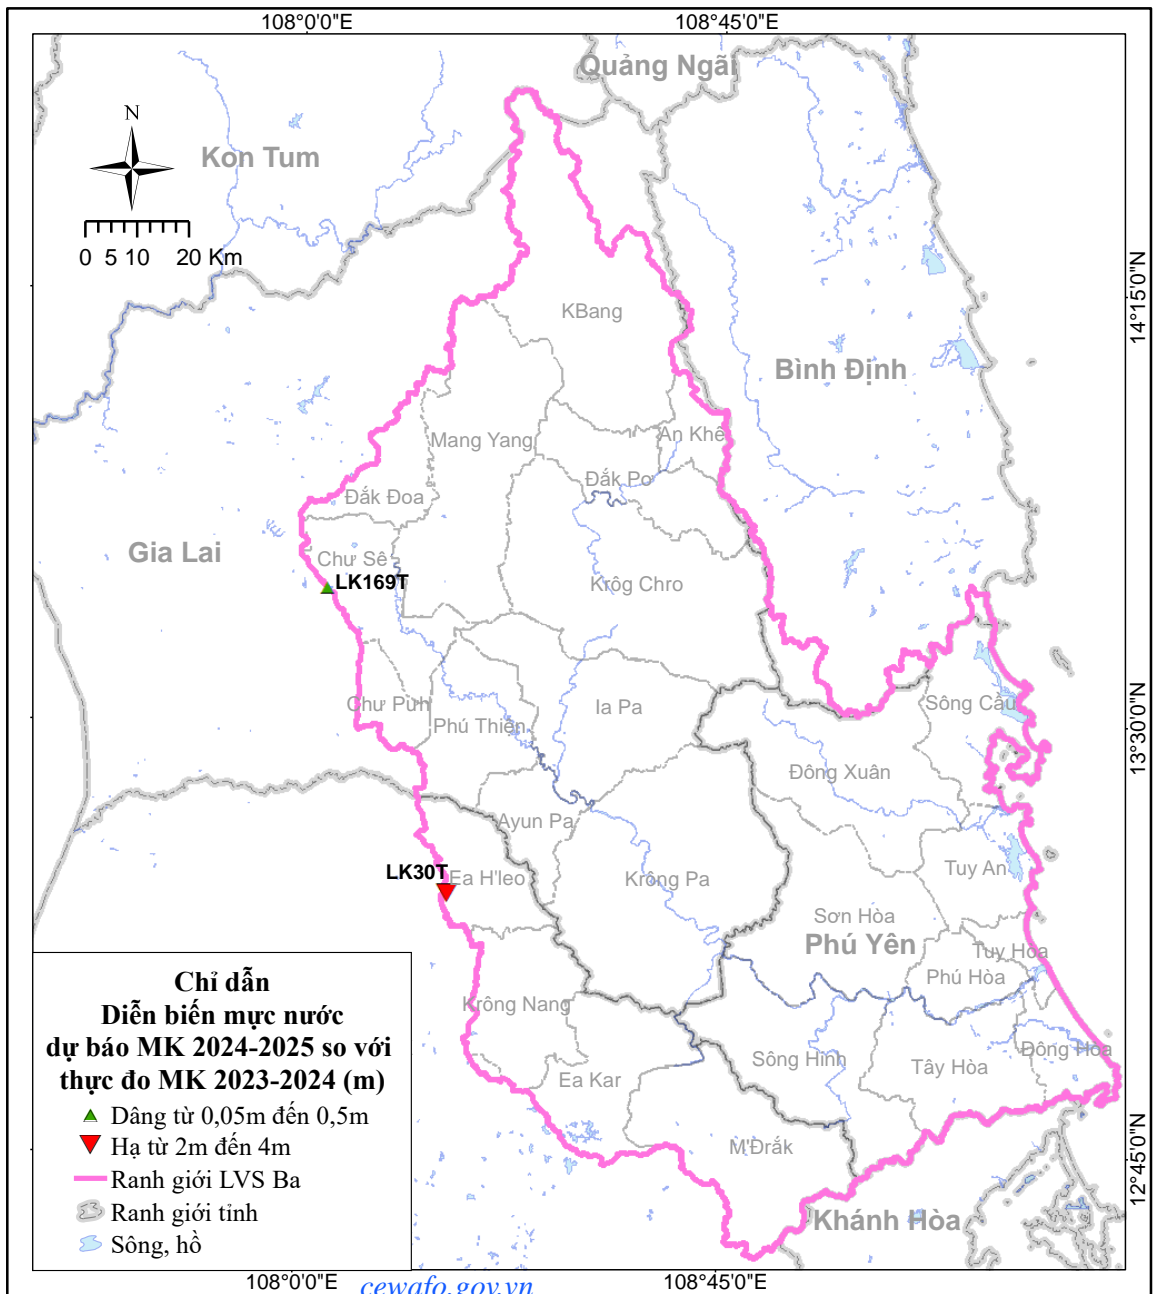 108°0'0"E
108°45'0"E
Quảng Ngãi
N
Kon Tum
0 5 10 20 Km
14°15'0"N
KBang
Bình Định
Mang Yang
An Khê
Đắk Pơ
Đắk Đoa
Gia Lai
Chư Sê
LK169T
Krôg Chro
Chư Pưh
Phú Thiện
Ia Pa
Sông Cầu
13°30'0"N
Đông Xuân
Ayun Pa
LK30T
Ea H'leo
Krông Pa
Tuy An
Sơn Hòa
Phú Yên
Tuy Hòa
Phú Hòa
Krông Nang
Sông Hinh
Tây Hòa
Đông Hòa
Ea Kar
M'Đrắk
12°45'0"N
Khánh Hòa
Chỉ dẫn
Diễn biến mực nước
dự báo MK 2024-2025 so với
thực đo MK 2023-2024 (m)
Dâng từ 0,05m đến 0,5m
Hạ từ 2m đến 4m
Ranh giới LVS Ba
Ranh giới tỉnh
Sông, hồ
108°0'0"E
cewafo.gov.vn
108°45'0"E